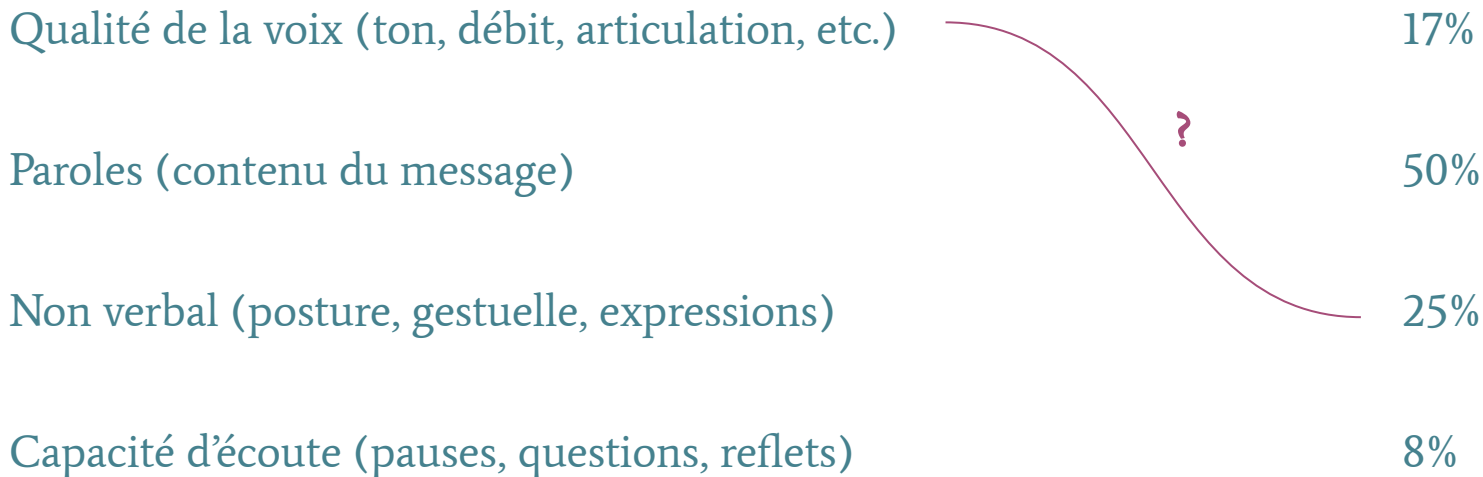 Qualité de la voix (ton, débit, articulation, etc.) 17%
?
Paroles (contenu du message) 50%
Non verbal (posture, gestuelle, expressions) 25%
Capacité d’écoute (pauses, questions, reflets) 8%